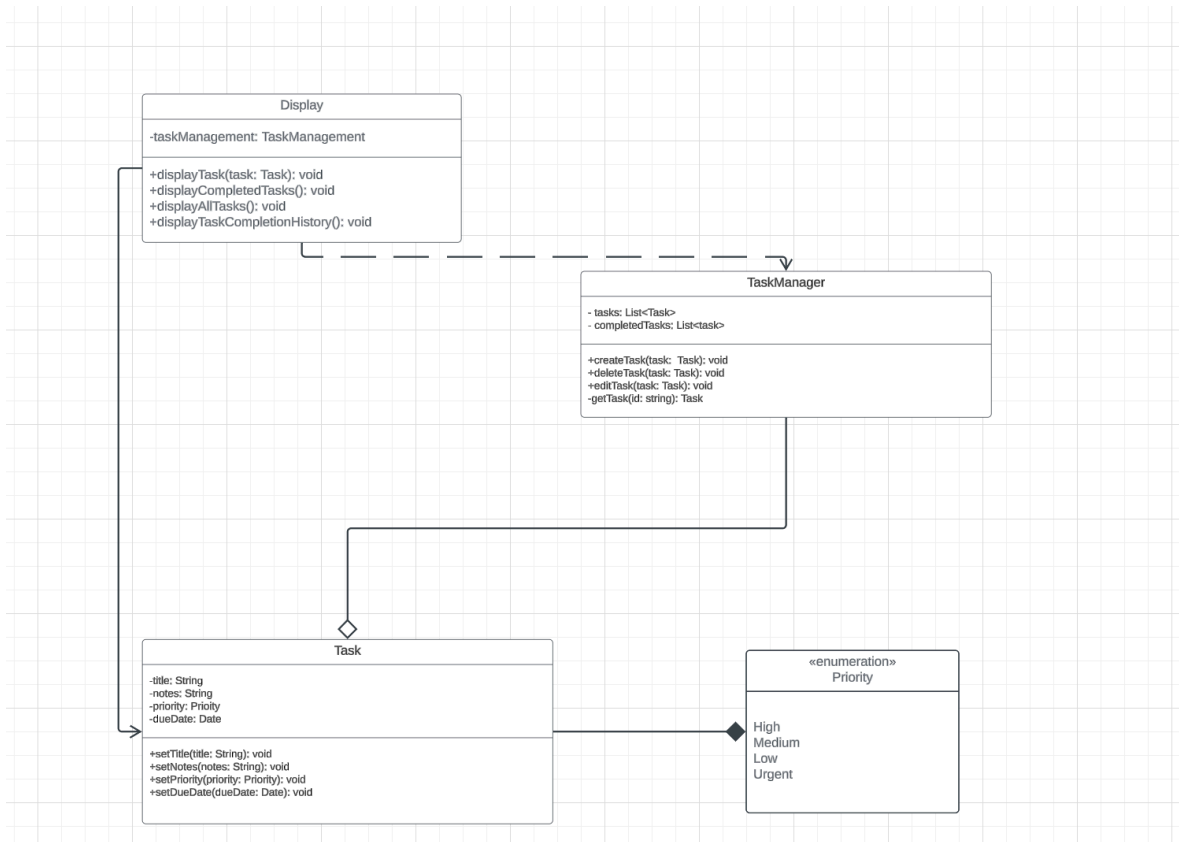 Display
-taskManagement: TaskManagement
+displayTask(task: Task): void
+displayCompletedTasks(): void
+displayAllTasks(): void
+displayTaskCompletionHistory(): void
TaskManager
- tasks: List<Task>
- completedTasks: List<task>
+createTask(task:  Task): void
+deleteTask(task: Task): void
+editTask(task: Task): void
-getTask(id: string): Task
Task
-title: String
-notes: String
-priority: Prioity
-dueDate: Date
+setTitle(title: String): void
+setNotes(notes: String): void
+setPriority(priority: Priority): void
+setDueDate(dueDate: Date): void
«enumeration»
Priority
High
Medium
Low
Urgent